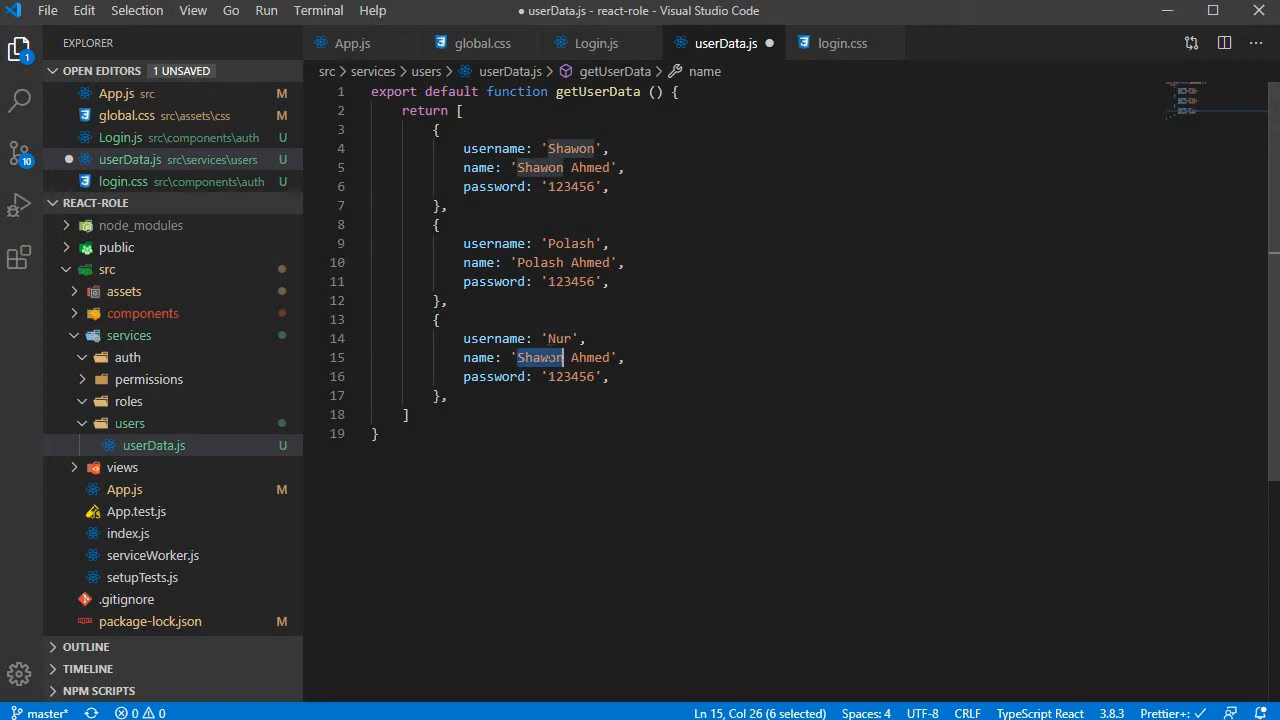 File Edit Selection View Go Run Terminal Help
● userData.js - react-role - Visual Studio Code
EXPLORER
App.js global.css Login.js userData.js login.css
OPEN EDITORS 1 UNSAVED
App.js src M
global.css src\assets\css M
Login.js src\components\auth U
userData.js src\services\users U
login.css src\components\auth U
REACT-ROLE
node_modules
public
src
assets
components
services
auth
permissions
roles
users
userData.js U
views
App.js M
App.test.js
index.js
serviceWorker.js
setupTests.js
.gitignore
package-lock.json M
OUTLINE
TIMELINE
NPM SCRIPTS
1
10
src > services > users > userData.js > getUserData > name
1 export default function getUserData () {
2 return [
3 {
4 username: 'Shawon',
5 name: 'Shawon Ahmed',
6 password: '123456',
7 },
8 {
9 username: 'Polash',
10 name: 'Polash Ahmed',
11 password: '123456',
12 },
13 {
14 username: 'Nur',
15 name: 'Shawon Ahmed',
16 password: '123456',
17 },
18 ]
19 }
master* 0 0 Ln 15, Col 26 (6 selected) Spaces: 4 UTF-8 CRLF TypeScript React 3.8.3 Prettier+: ✓